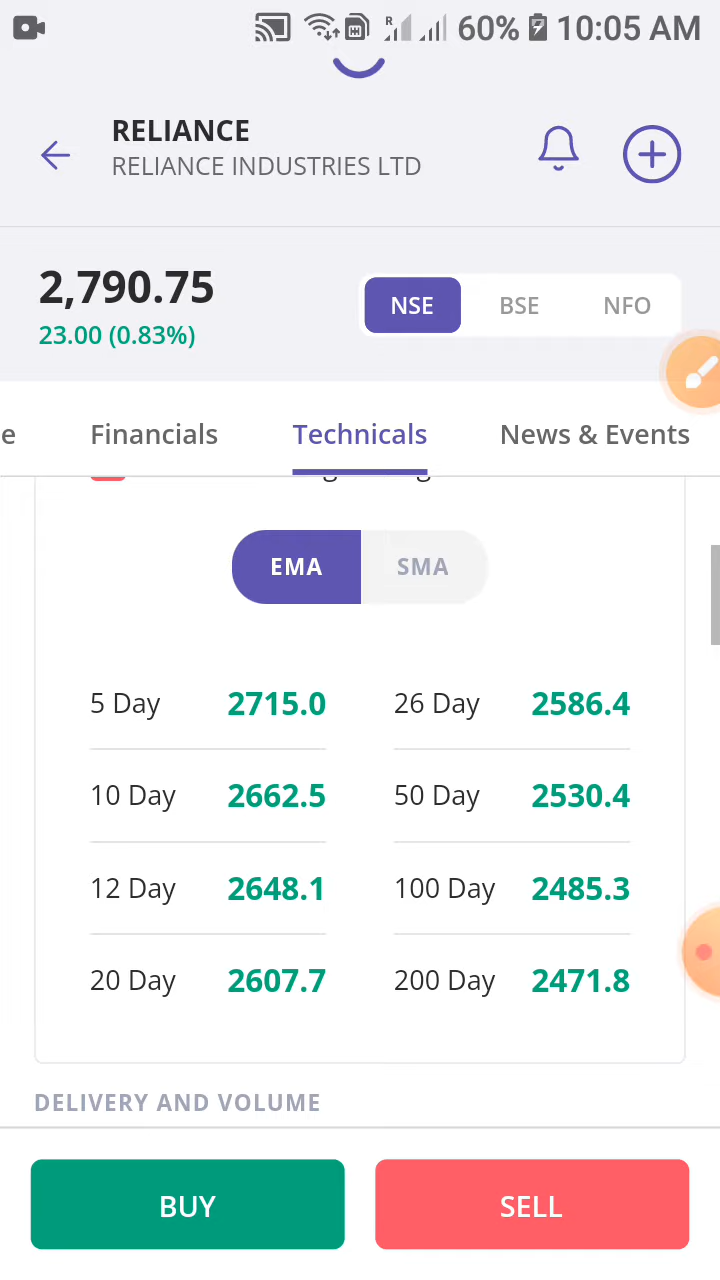 R
60% 10:05 AM
RELIANCE
RELIANCE INDUSTRIES LTD
2,790.75
23.00 (0.83%)
NSE BSE NFO
e Financials Technicals News & Events
EMA SMA
5 Day 2715.0 26 Day 2586.4
10 Day 2662.5 50 Day 2530.4
12 Day 2648.1 100 Day 2485.3
20 Day 2607.7 200 Day 2471.8
DELIVERY AND VOLUME
BUY SELL